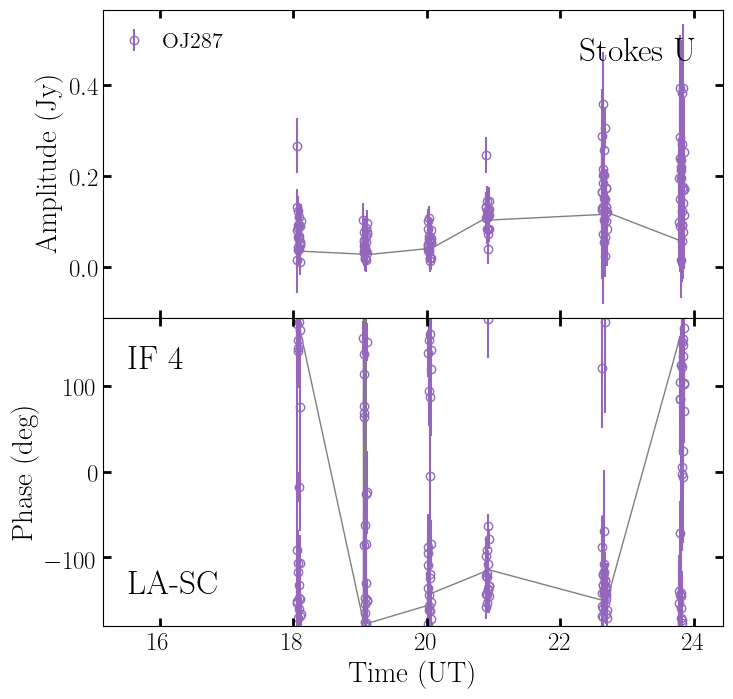 OJ287
Stokes U
Amplitude (Jy)
0.4
0.2
0.0
IF 4
Phase (deg)
100
0
−100
LA-SC
16
18
20
22
24
Time (UT)